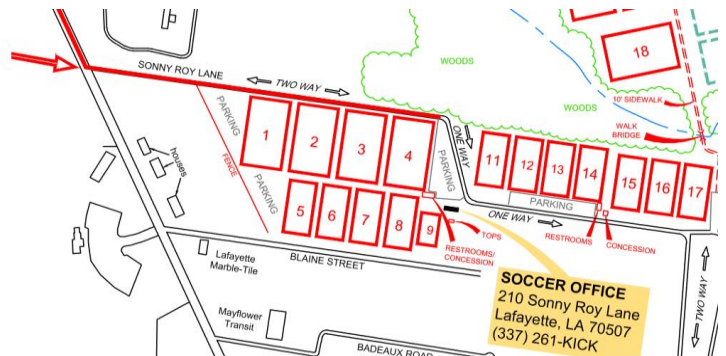 18
WOODS
SONNY ROY LANE
TWO WAY
WOODS
10' SIDEWALK
WALK
BRIDGE
PARKING
1
2
3
4
ONE WAY
11
12
13
14
15
16
17
houses
FENCE
PARKING
PARKING
PARKING
5
6
7
8
9
TOPS
ONE WAY
RESTROOMS
CONCESSION
RESTROOMS/
CONCESSION
BLAINE STREET
Lafayette
Marble-Tile
SOCCER OFFICE
210 Sonny Roy Lane
Lafayette, LA 70507
(337) 261-KICK
TWO WAY
Mayflower
Transit
BADEAUX ROAD